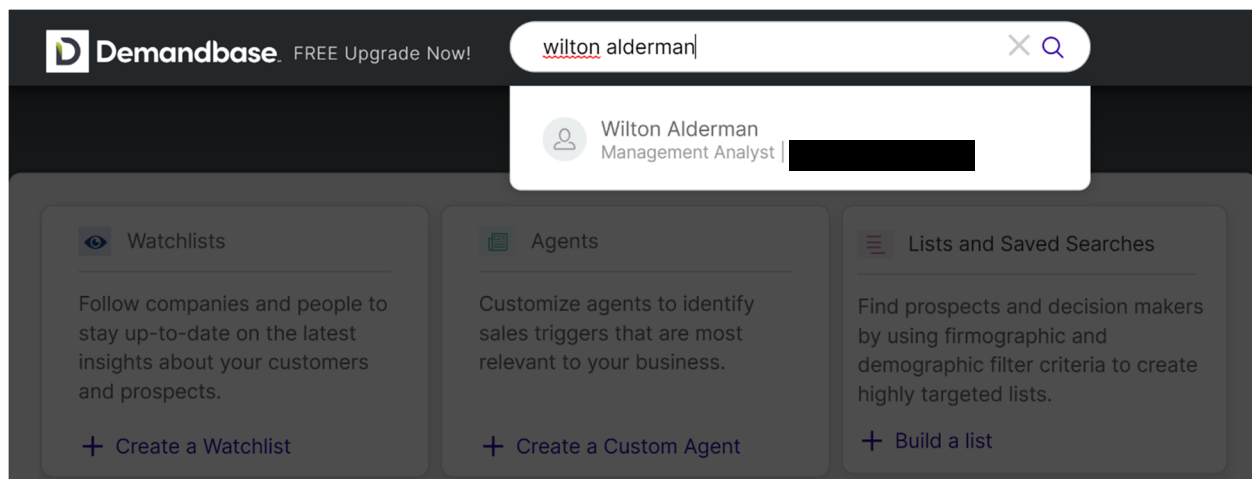 Demandbase. FREE Upgrade Now!
wilton alderman
Wilton Alderman
Management Analyst |
Watchlists
Follow companies and people to
stay up-to-date on the latest
insights about your customers
and prospects.
+ Create a Watchlist
Agents
Customize agents to identify
sales triggers that are most
relevant to your business.
+ Create a Custom Agent
Lists and Saved Searches
Find prospects and decision makers
by using firmographic and
demographic filter criteria to create
highly targeted lists.
+ Build a list